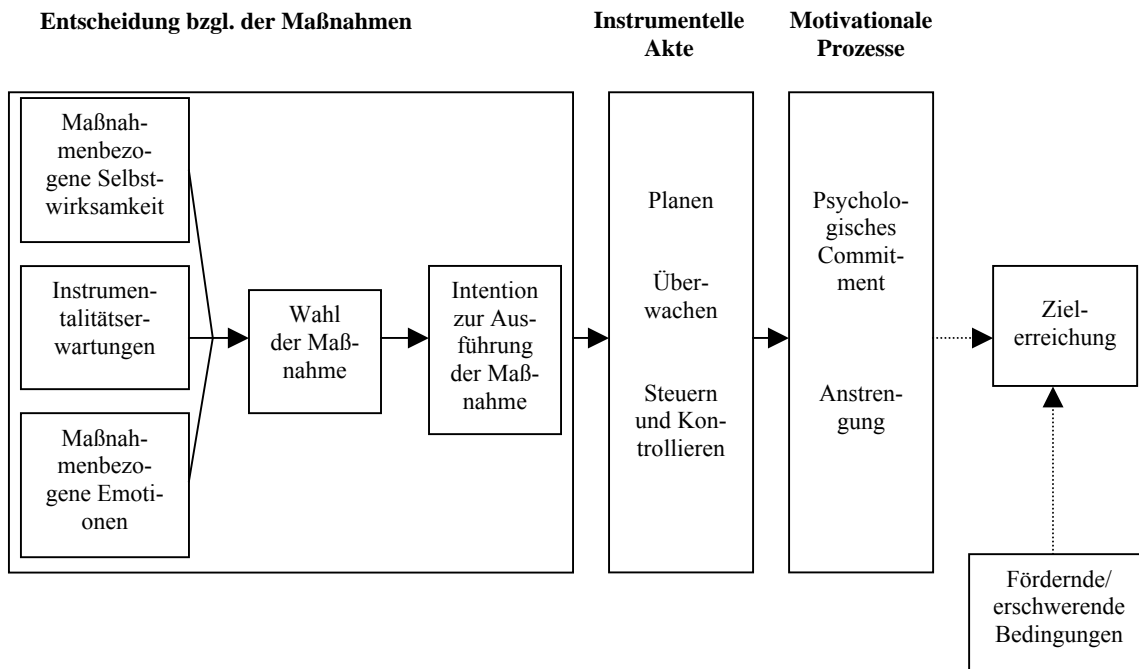 Entscheidung bzgl. der Maßnahmen
Instrumentelle
Akte
Motivationale
Prozesse
Maßnah-
menbezo-
gene Selbst-
wirksamkeit
Instrumen-
talitätser-
wartungen
Maßnah-
menbezo-
gene Emoti-
onen
Wahl
der Maß-
nahme
Intention
zur Aus-
führung
der Maß-
nahme
Planen
Über-
wachen
Steuern
und Kon-
trollieren
Psycholo-
gisches
Commit-
ment
Anstren-
gung
Ziel-
erreichung
Fördernde/
erschwerende
Bedingungen